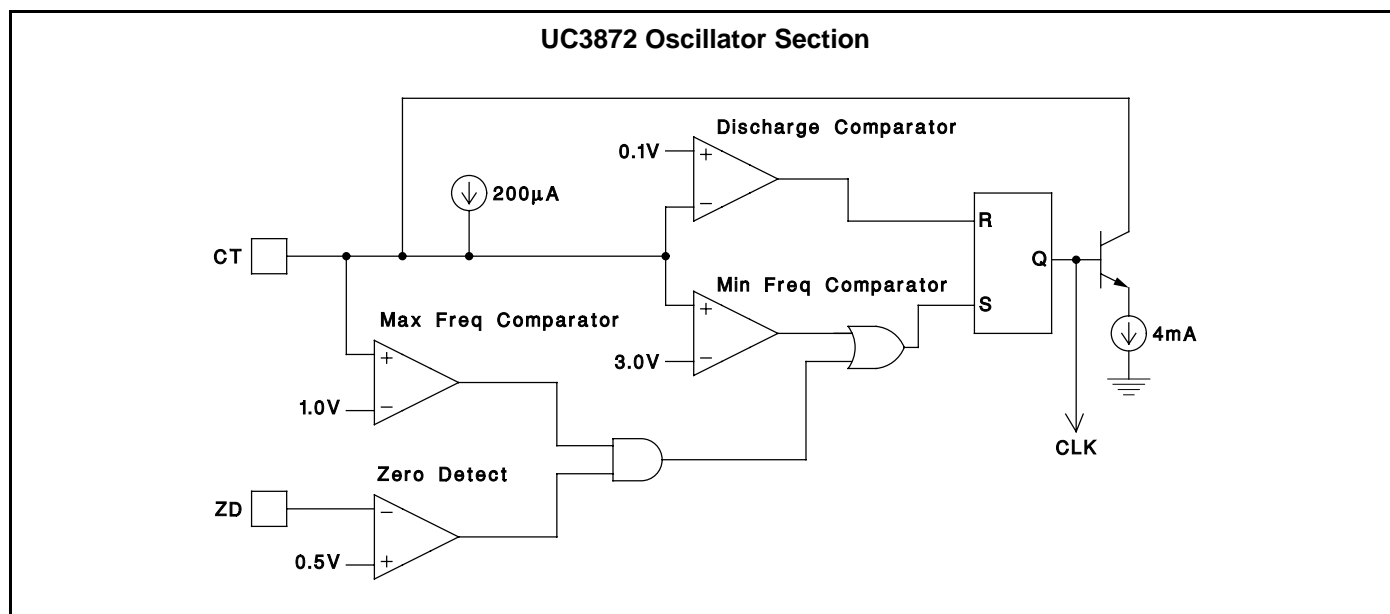 UC3872 Oscillator Section
Discharge Comparator
0.1V
+
−
200µA
R
CT
Q
Min Freq Comparator
+
S
Max Freq Comparator
4mA
3.0V
−
+
1.0V
−
CLK
Zero Detect
ZD
−
0.5V
+